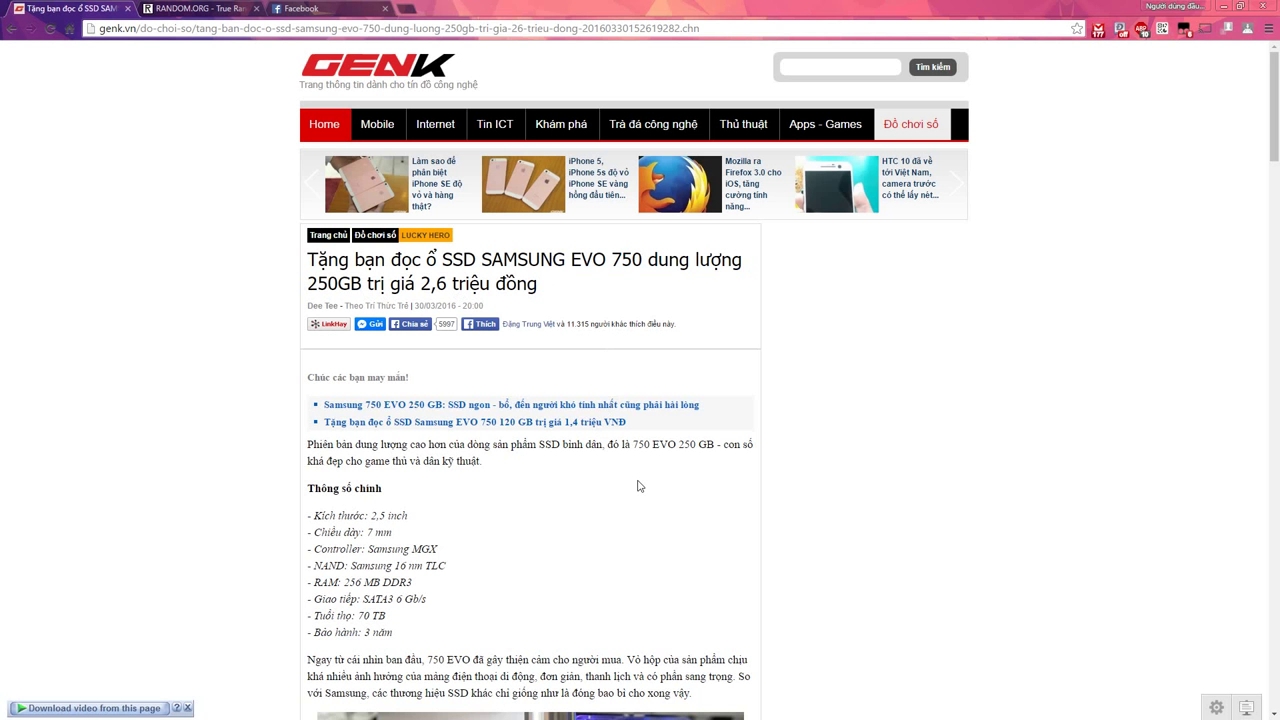 Tặng bạn đọc ổ SSD SAM
RANDOM.ORG - True Ran
Facebook
Người dùng đầu...
genk.vn/do-choi-so/tang-ban-doc-o-ssd-samsung-evo-750-dung-luong-250gb-tri-gia-26-trieu-dong-20160330152619282.chn
177
off
10
6
GENK
Trang thông tin dành cho tín đồ công nghệ
Tìm kiếm
Home Mobile Internet Tin ICT Khám phá Trà đá công nghệ Thủ thuật Apps - Games Đồ chơi số
Làm sao để
phân biệt
iPhone SE độ
vỏ và hàng
thật?
iPhone 5,
iPhone 5s độ vỏ
iPhone SE vàng
hồng đầu tiên...
Mozilla ra
Firefox 3.0 cho
iOS, tăng
cường tính
năng...
HTC 10 đã về
tới Việt Nam,
camera trước
có thể lấy nét...
Trang chủ Đồ chơi số LUCKY HERO
Tặng bạn đọc ổ SSD SAMSUNG EVO 750 dung lượng
250GB trị giá 2,6 triệu đồng
Dee Tee - Theo Trí Thức Trẻ | 30/03/2016 - 20:00
LinkHay Gửi Chia sẻ 5997 Thích Đăng Trung Việt và 11.315 người khác thích điều này.
Chúc các bạn may mắn!
Samsung 750 EVO 250 GB: SSD ngon - bổ, đến người khó tính nhất cũng phải hài lòng
Tặng bạn đọc ổ SSD Samsung EVO 750 120 GB trị giá 1,4 triệu VNĐ
Phiên bản dung lượng cao hơn của dòng sản phẩm SSD bình dân, đó là 750 EVO 250 GB - con số
khá đẹp cho game thủ và dân kỹ thuật.
Thông số chính
- Kích thước: 2,5 inch
- Chiều dày: 7 mm
- Controller: Samsung MGX
- NAND: Samsung 16 nm TLC
- RAM: 256 MB DDR3
- Giao tiếp: SATA3 6 Gb/s
- Tuổi thọ: 70 TB
- Bảo hành: 3 năm
Ngay từ cái nhìn ban đầu, 750 EVO đã gây thiện cảm cho người mua. Vỏ hộp của sản phẩm chịu
khá nhiều ảnh hưởng của mảng điện thoại di động, đơn giản, thanh lịch và có phần sang trọng. So
với Samsung, các thương hiệu SSD khác chỉ giống như là đóng bao bì cho xong vậy.
Download video from this page ? X